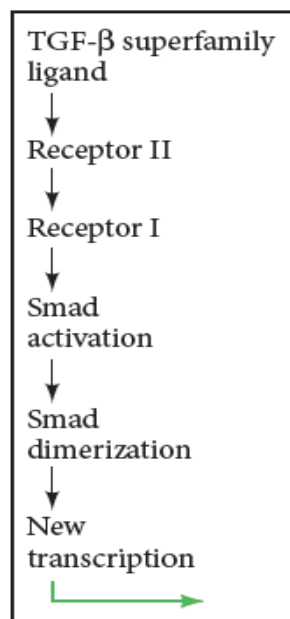 TGF-β superfamily
ligand
Receptor II
Receptor I
Smad
activation
Smad
dimerization
New
transcription